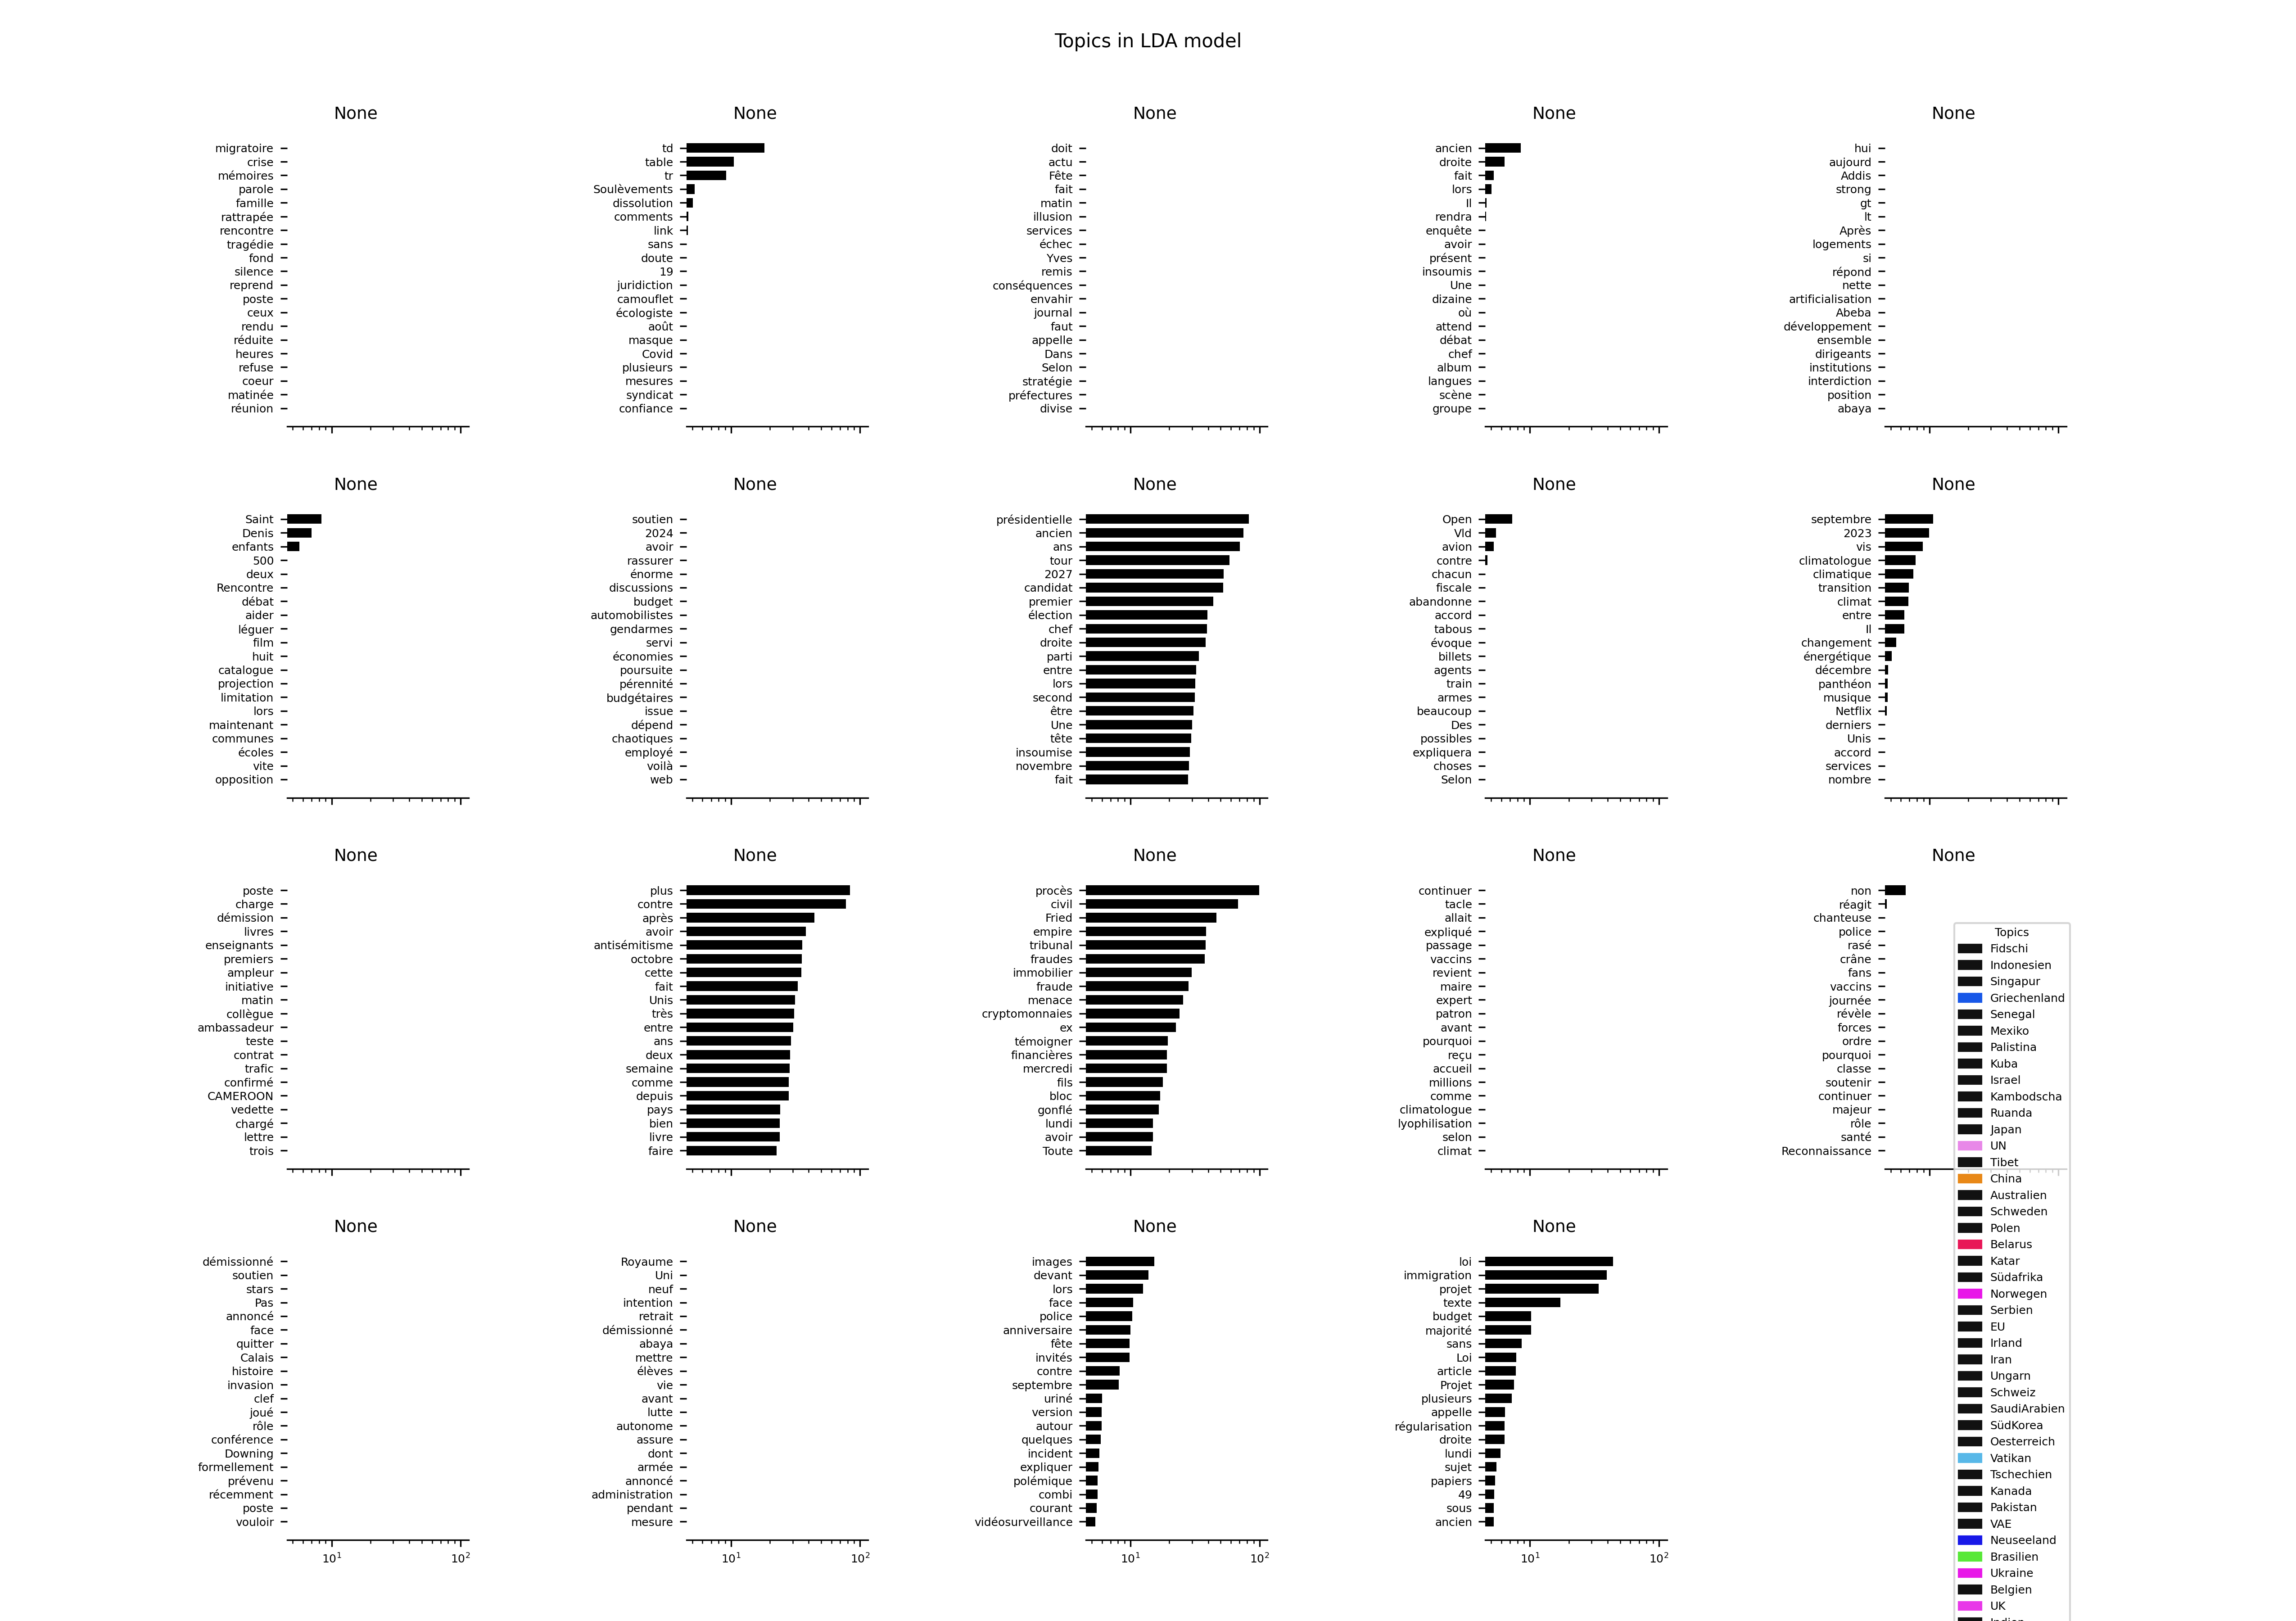 Topics in LDA model
None
migratoire
crise
mémoires
parole
famille
rattrapée
rencontre
tragédie
fond
silence
reprend
poste
ceux
rendu
réduite
heures
refuse
coeur
matinée
réunion
None
td
table
tr
Soulèvements
dissolution
comments
link
sans
doute
19
juridiction
camouflet
écologiste
août
masque
Covid
plusieurs
mesures
syndicat
confiance
None
doit
actu
Fête
fait
matin
illusion
services
échec
Yves
remis
conséquences
envahir
journal
faut
appelle
Dans
Selon
stratégie
préfectures
divise
None
ancien
droite
fait
lors
Il
rendra
enquête
avoir
présent
insoumis
Une
dizaine
où
attend
débat
chef
album
langues
scène
groupe
None
hui
aujourd
Addis
strong
gt
lt
Après
logements
si
répond
nette
artificialisation
Abeba
développement
ensemble
dirigeants
institutions
interdiction
position
abaya
None
Saint
Denis
enfants
500
deux
Rencontre
débat
aider
léguer
film
huit
catalogue
projection
limitation
lors
maintenant
communes
écoles
vite
opposition
None
soutien
2024
avoir
rassurer
énorme
discussions
budget
automobilistes
gendarmes
servi
économies
poursuite
pérennité
budgétaires
issue
dépend
chaotiques
employé
voilà
web
None
présidentielle
ancien
ans
tour
2027
candidat
premier
élection
chef
droite
parti
entre
lors
second
être
Une
tête
insoumise
novembre
fait
None
Open
Vld
avion
contre
chacun
fiscale
abandonne
accord
tabous
évoque
billets
agents
train
armes
beaucoup
Des
possibles
expliquera
choses
Selon
None
septembre
2023
vis
climatologue
climatique
transition
climat
entre
Il
changement
énergétique
décembre
panthéon
musique
Netflix
derniers
Unis
accord
services
nombre
None
poste
charge
démission
livres
enseignants
premiers
ampleur
initiative
matin
collègue
ambassadeur
teste
contrat
trafic
confirmé
CAMEROON
vedette
chargé
lettre
trois
None
plus
contre
après
avoir
antisémitisme
octobre
cette
fait
Unis
très
entre
ans
deux
semaine
comme
depuis
pays
bien
livre
faire
None
procès
civil
Fried
empire
tribunal
fraudes
immobilier
fraude
menace
cryptomonnaies
ex
témoigner
financières
mercredi
fils
bloc
gonflé
lundi
avoir
Toute
None
continuer
tacle
allait
expliqué
passage
vaccins
revient
maire
expert
patron
avant
pourquoi
reçu
accueil
millions
comme
climatologue
lyophilisation
selon
climat
None
non
réagit
chanteuse
police
rasé
crâne
fans
vaccins
journée
révèle
forces
ordre
pourquoi
classe
soutenir
continuer
majeur
rôle
santé
Reconnaissance
None
démissionné
soutien
stars
Pas
annoncé
face
quitter
Calais
histoire
invasion
clef
joué
rôle
conférence
Downing
formellement
prévenu
récemment
poste
vouloir
10¹
10²
None
Royaume
Uni
neuf
intention
retrait
démissionné
abaya
mettre
élèves
vie
avant
lutte
autonome
assure
dont
armée
annoncé
administration
pendant
mesure
10¹
10²
None
images
devant
lors
face
police
anniversaire
fête
invités
contre
septembre
uriné
version
autour
quelques
incident
expliquer
polémique
combi
courant
vidéosurveillance
10¹
10²
None
loi
immigration
projet
texte
budget
majorité
sans
Loi
article
Projet
plusieurs
appelle
régularisation
droite
lundi
sujet
papiers
49
sous
ancien
10¹
10²
Topics
Fidschi
Indonesien
Singapur
Griechenland
Senegal
Mexiko
Palistina
Kuba
Israel
Kambodscha
Ruanda
Japan
UN
Tibet
China
Australien
Schweden
Polen
Belarus
Katar
Südafrika
Norwegen
Serbien
EU
Irland
Iran
Ungarn
Schweiz
SaudiArabien
SüdKorea
Oesterreich
Vatikan
Tschechien
Kanada
Pakistan
VAE
Neuseeland
Brasilien
Ukraine
Belgien
UK